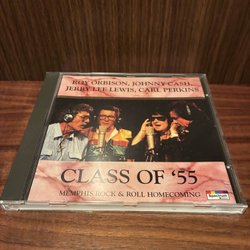 ROY ORBISON, JOHNNY CASH,
JERRY LEE LEWIS, CARL PERKINS
CLASS OF '55
MEMPHIS ROCK & ROLL HOMECOMING